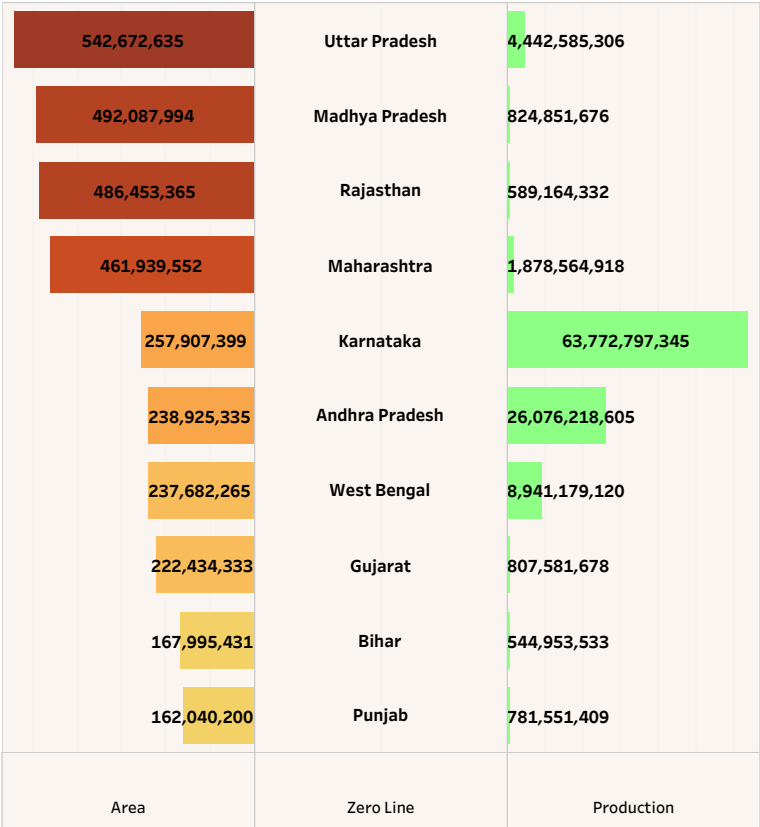 542,672,635 Uttar Pradesh 4,442,585,306
492,087,994 Madhya Pradesh 824,851,676
486,453,365 Rajasthan 589,164,332
461,939,552 Maharashtra 1,878,564,918
257,907,399 Karnataka 63,772,797,345
238,925,335 Andhra Pradesh 26,076,218,605
237,682,265 West Bengal 8,941,179,120
222,434,333 Gujarat 807,581,678
167,995,431 Bihar 544,953,533
162,040,200 Punjab 781,551,409
Area Zero Line Production